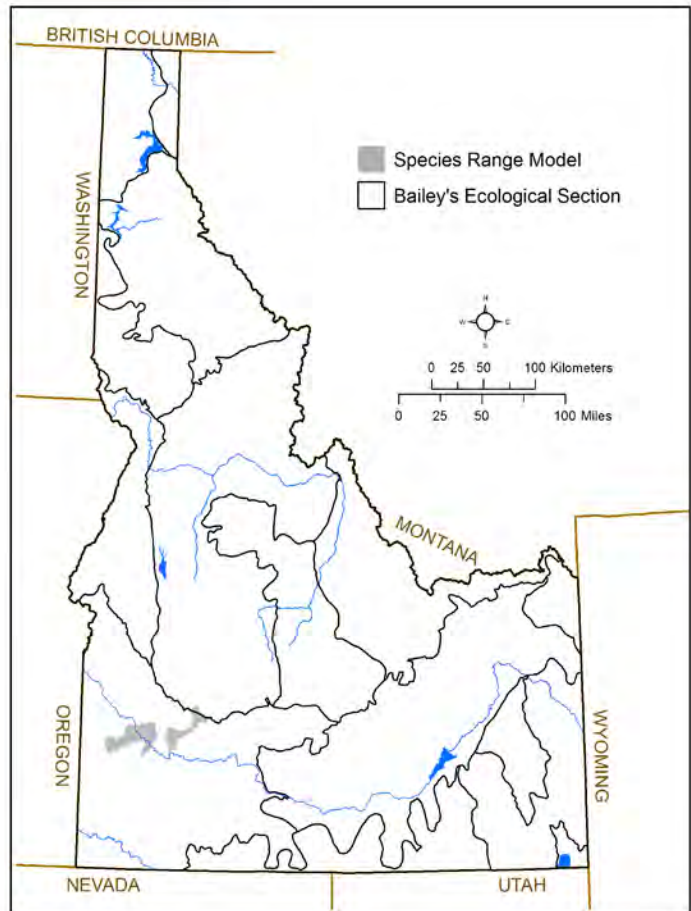 BRITISH COLUMBIA
Species Range Model
Bailey's Ecological Section
WASHINGTON
N
W E
S
0 25 50 100 Kilometers
0 25 50 100 Miles
MONTANA
OREGON
WYOMING
NEVADA UTAH